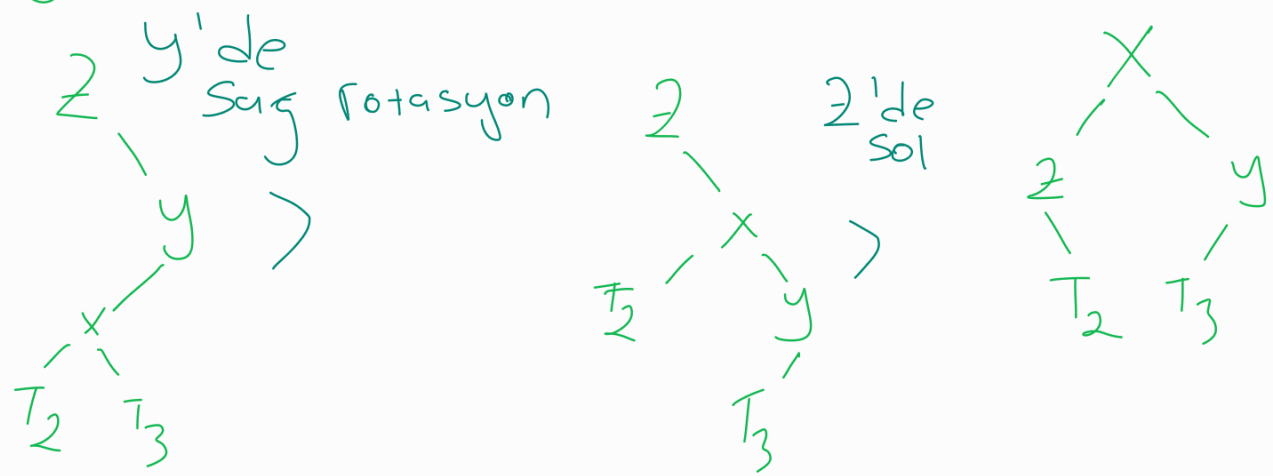 y'de
sağ rotasyon
z
y
x
T2 T3
z
x
T2 y
T3
z'de
sol
x
z y
T2 T3